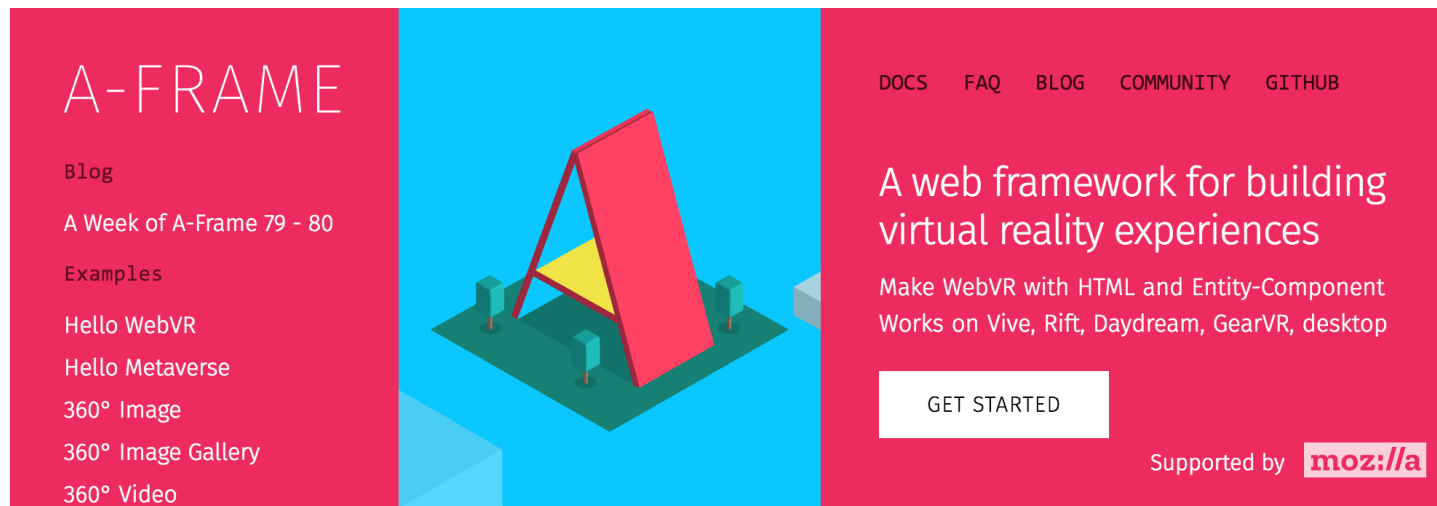 A-FRAME
Blog
A Week of A-Frame 79 - 80
Examples
Hello WebVR
Hello Metaverse
360° Image
360° Image Gallery
360° Video
DOCS FAQ BLOG COMMUNITY GITHUB
A web framework for building
virtual reality experiences
Make WebVR with HTML and Entity-Component
Works on Vive, Rift, Daydream, GearVR, desktop
GET STARTED
Supported by moz://a